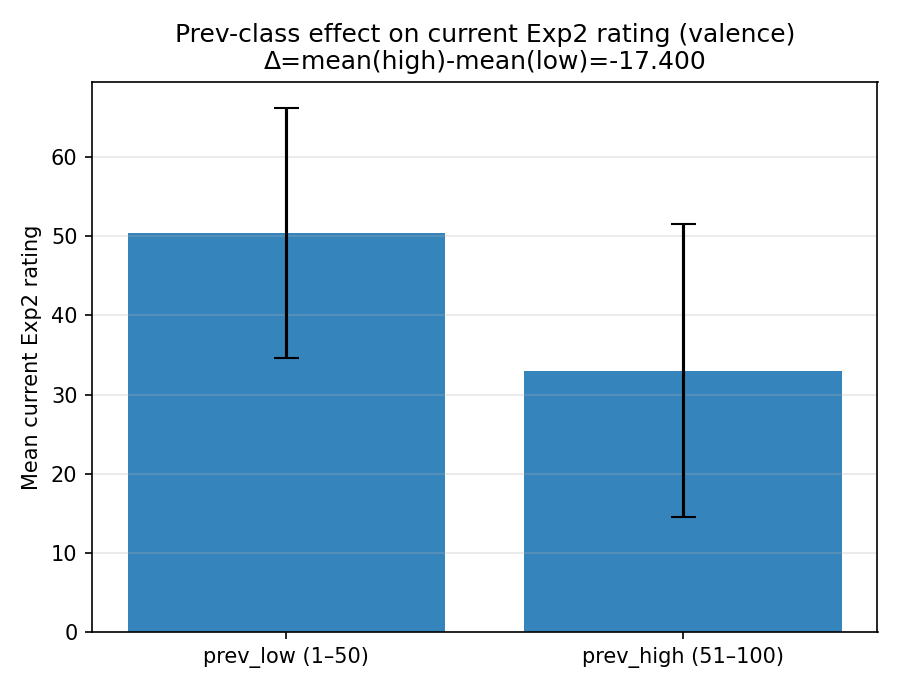 Prev-class effect on current Exp2 rating (valence)
Δ=mean(high)-mean(low)=-17.400
Mean current Exp2 rating
60
50
40
30
20
10
0
prev_low (1–50)
prev_high (51–100)